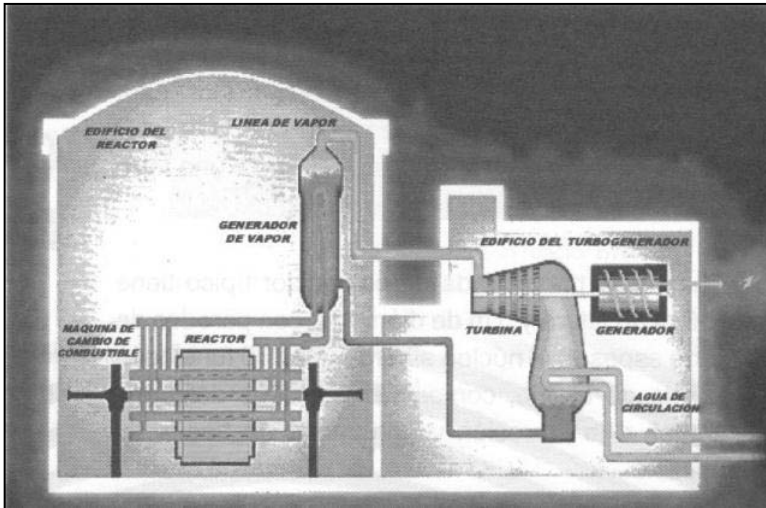 LINEA DE VAPOR
EDIFICIO DEL
REACTOR
GENERADOR
DE VAPOR
EDIFICIO DEL TURBOGENERADOR
MAQUINA DE
CAMBIO DE
COMBUSTIBLE
REACTOR
TURBINA
GENERADOR
AGUA DE
CIRCULACION